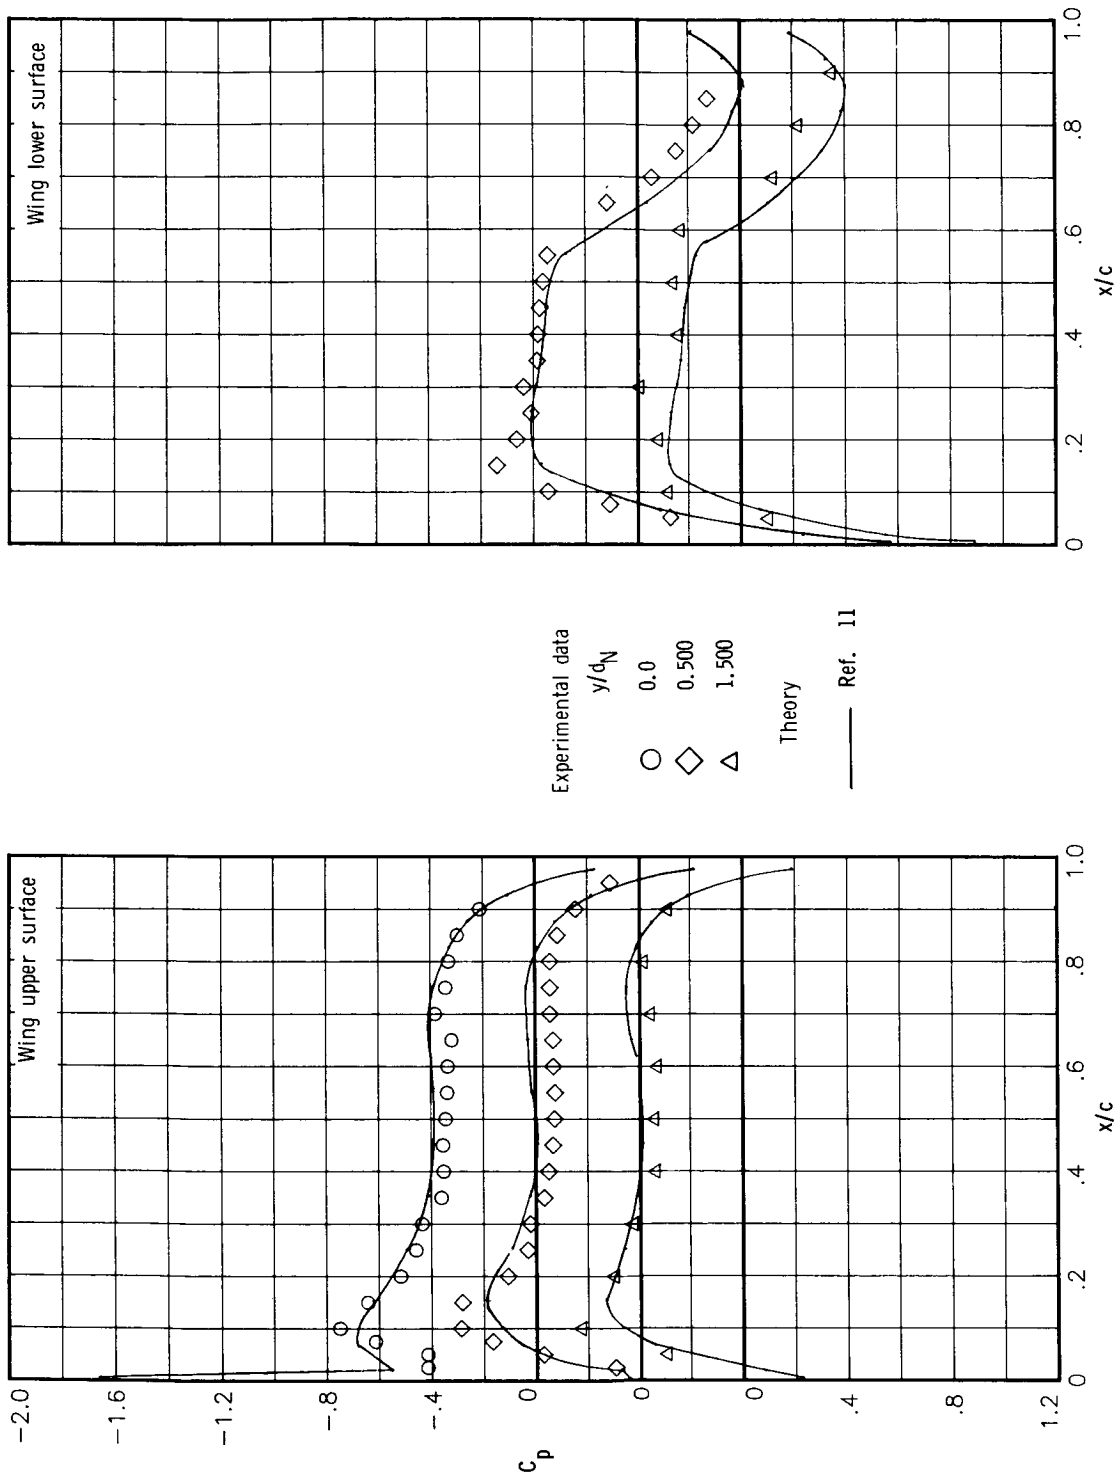 Wing upper surface
−2.0
−1.6
−1.2
−.8
−.4
0
0
0
.4
.8
1.2
C_p
0 .2 .4 .6 .8 1.0
x/c
Experimental data
y/d_N
○ 0.0
◇ 0.500
△ 1.500
Theory
—— Ref. 11
Wing lower surface
0 .2 .4 .6 .8 1.0
x/c